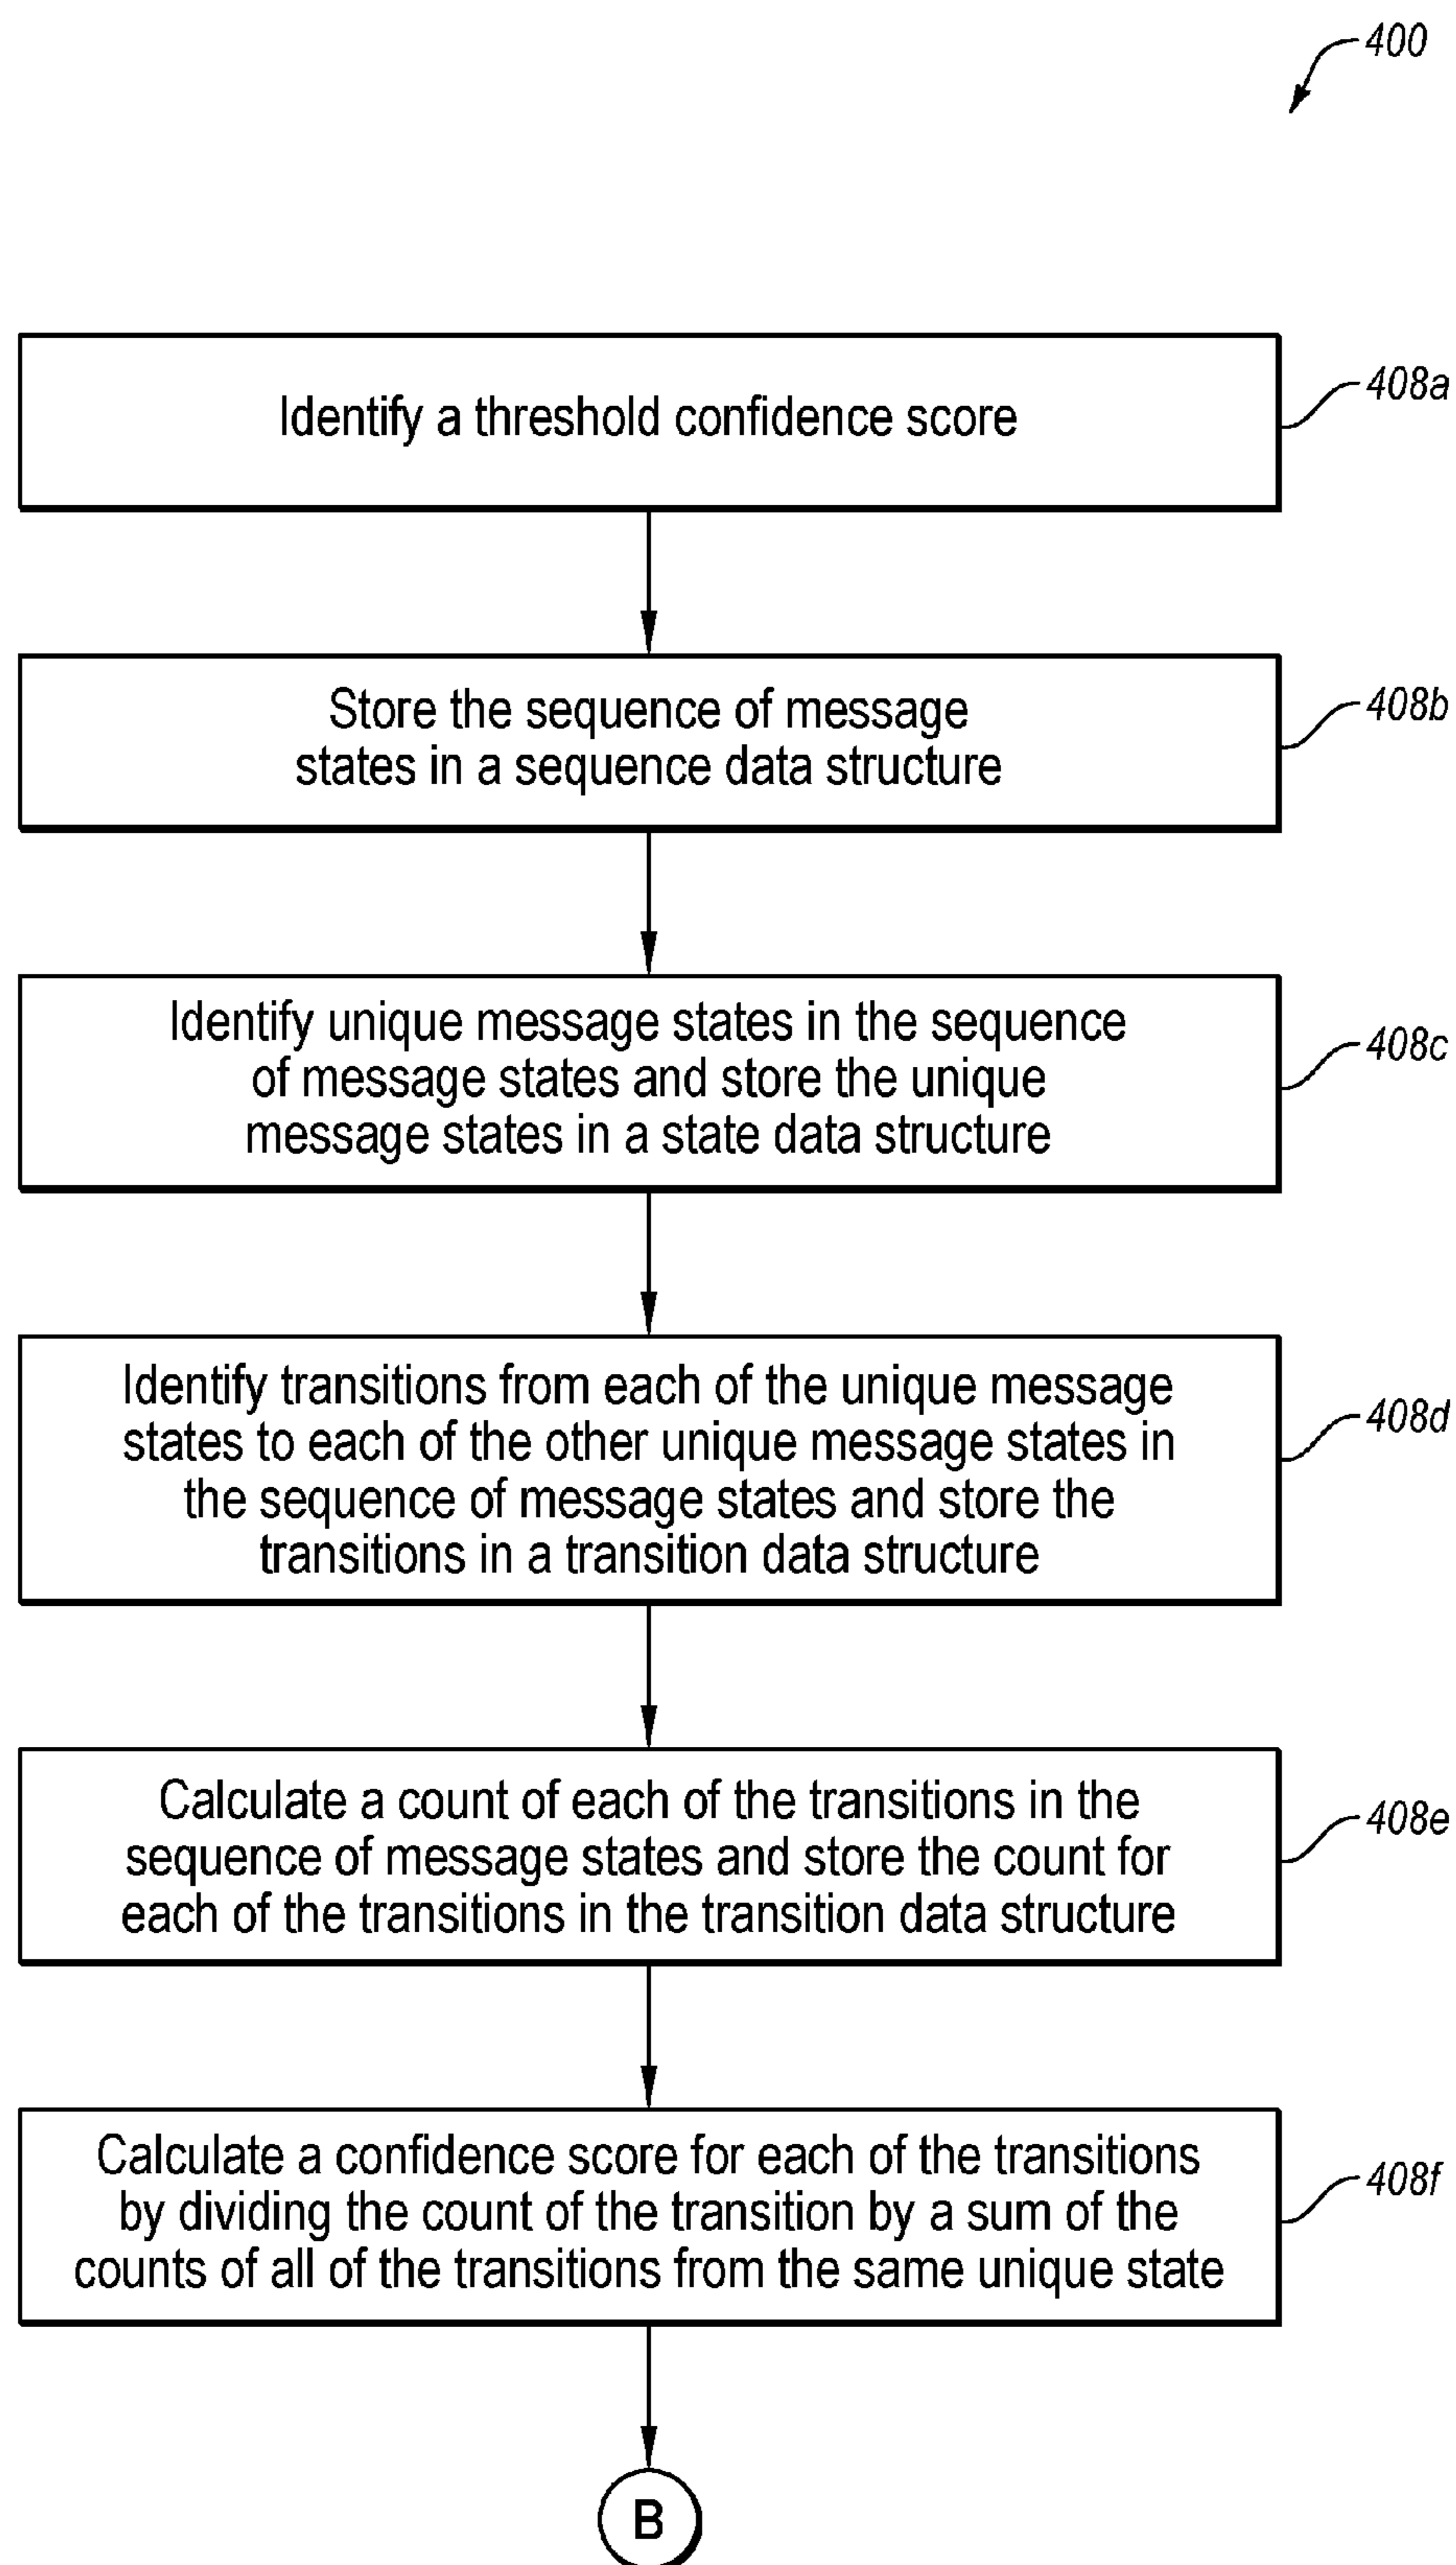 400
Identify a threshold confidence score
408a
Store the sequence of message
states in a sequence data structure
408b
Identify unique message states in the sequence
of message states and store the unique
message states in a state data structure
408c
Identify transitions from each of the unique message
states to each of the other unique message states in
the sequence of message states and store the
transitions in a transition data structure
408d
Calculate a count of each of the transitions in the
sequence of message states and store the count for
each of the transitions in the transition data structure
408e
Calculate a confidence score for each of the transitions
by dividing the count of the transition by a sum of the
counts of all of the transitions from the same unique state
408f
B